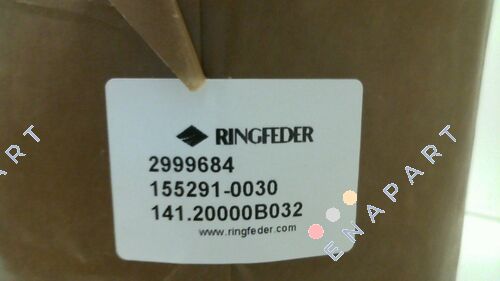 RINGFEDER
2999684
155291-0030
141.20000B032
www.ringfeder.com
ENAPART
ENAPART